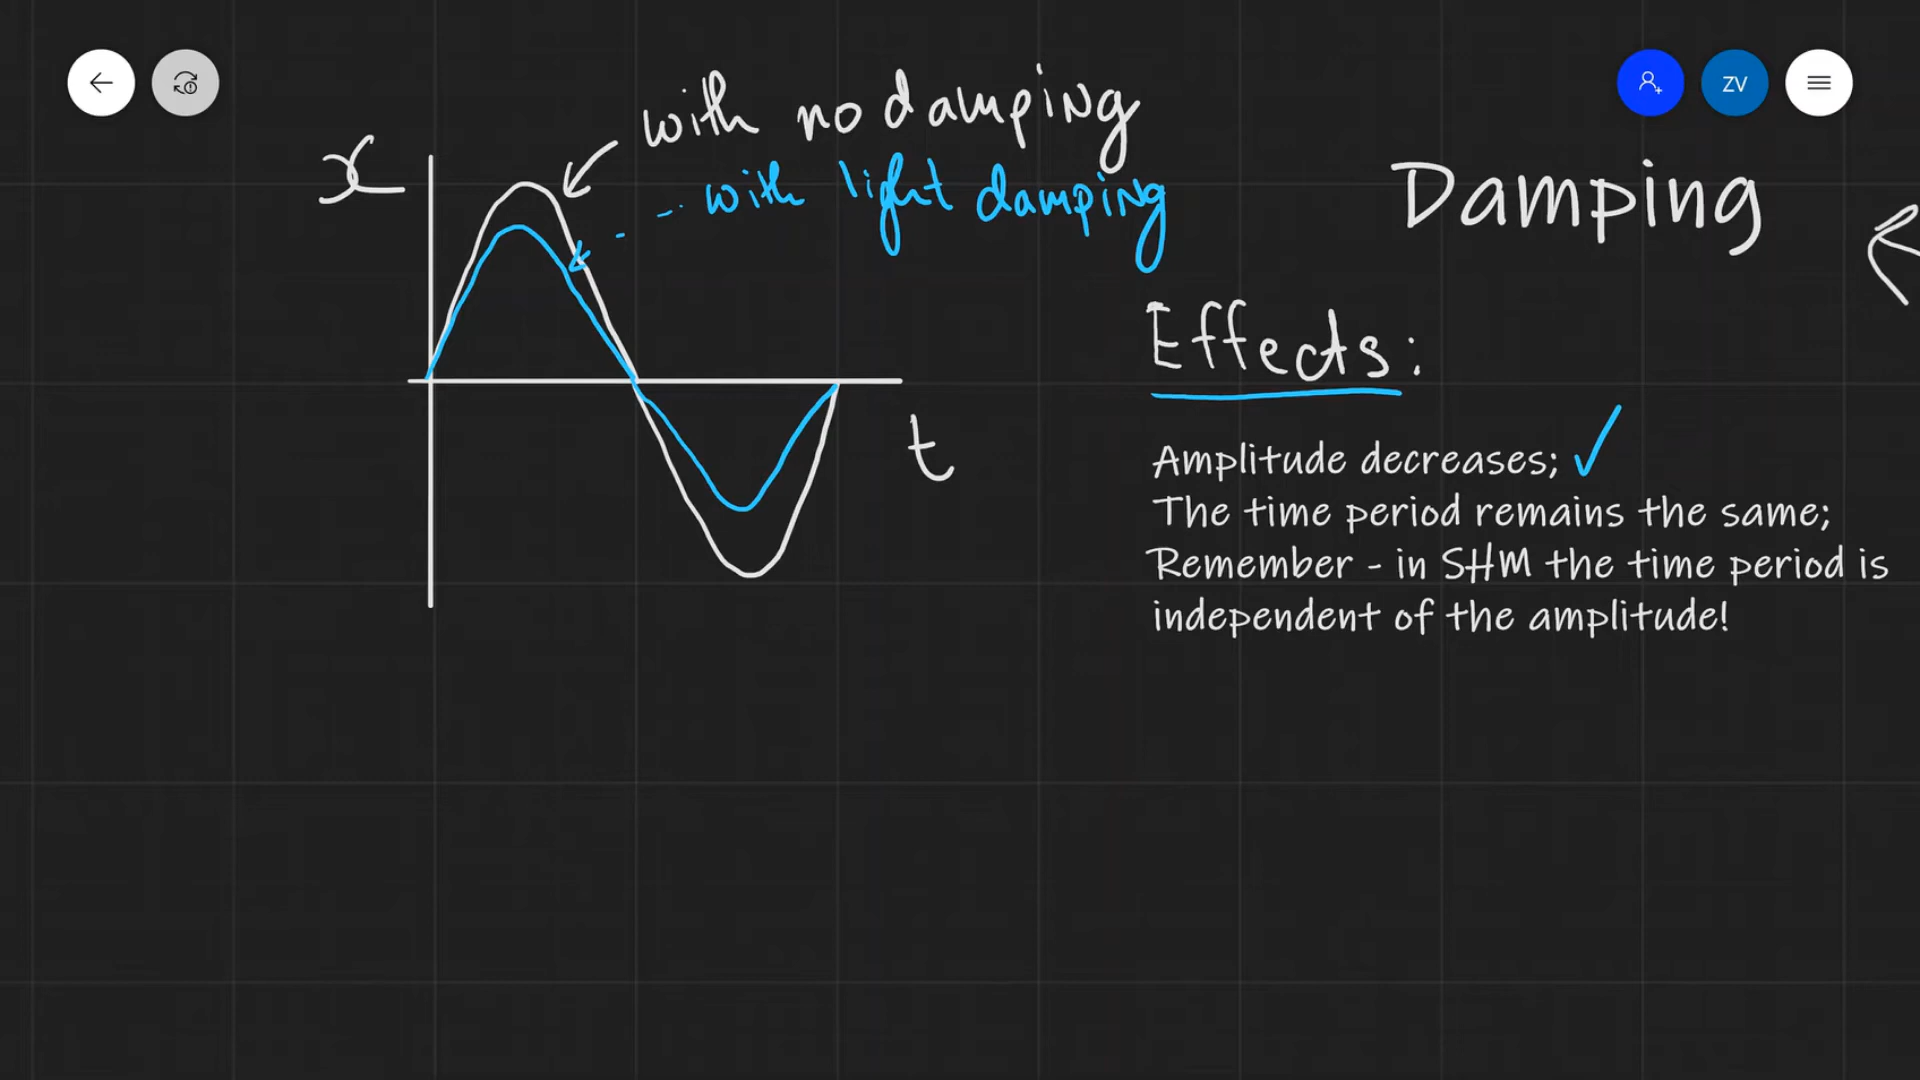 ZV
with no damping
x
with light damping
Damping
Effects:
t
Amplitude decreases;
The time period remains the same;
Remember - in SHM the time period is
independent of the amplitude!